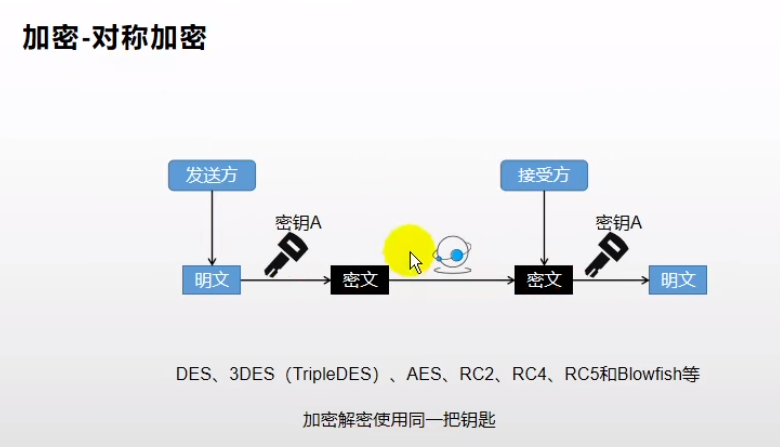 加密-对称加密
发送方
接受方
密钥A
密钥A
明文
密文
密文
明文
DES、3DES（TripleDES）、AES、RC2、RC4、RC5和Blowfish等
加密解密使用同一把钥匙